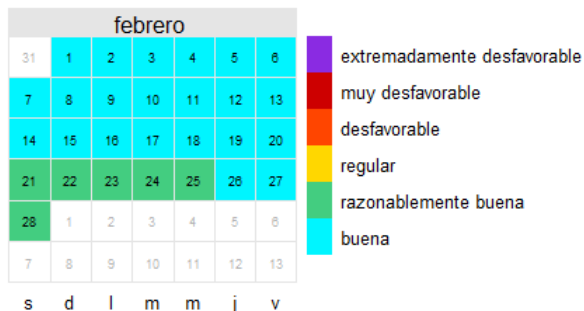 febrero
31 1 2 3 4 5 6
7 8 9 10 11 12 13
14 15 16 17 18 19 20
21 22 23 24 25 26 27
28 1 2 3 4 5 6
7 8 9 10 11 12 13
s d l m m j v
extremadamente desfavorable
muy desfavorable
desfavorable
regular
razonablemente buena
buena